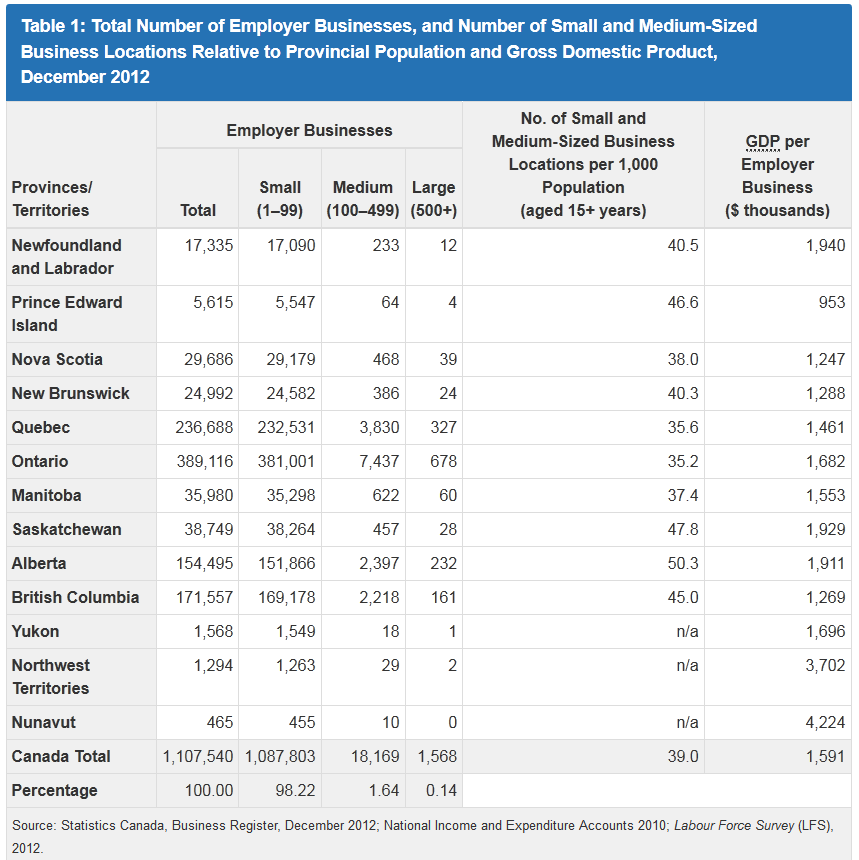 Table 1: Total Number of Employer Businesses, and Number of Small and Medium-Sized
Business Locations Relative to Provincial Population and Gross Domestic Product,
December 2012
Provinces/
Territories
Employer Businesses
No. of Small and
Medium-Sized Business
Locations per 1,000
Population
(aged 15+ years)
GDP per
Employer
Business
($ thousands)
Total
Small
(1–99)
Medium
(100–499)
Large
(500+)
Newfoundland
and Labrador
17,335 17,090 233 12 40.5 1,940
Prince Edward
Island
5,615 5,547 64 4 46.6 953
Nova Scotia 29,686 29,179 468 39 38.0 1,247
New Brunswick 24,992 24,582 386 24 40.3 1,288
Quebec 236,688 232,531 3,830 327 35.6 1,461
Ontario 389,116 381,001 7,437 678 35.2 1,682
Manitoba 35,980 35,298 622 60 37.4 1,553
Saskatchewan 38,749 38,264 457 28 47.8 1,929
Alberta 154,495 151,866 2,397 232 50.3 1,911
British Columbia 171,557 169,178 2,218 161 45.0 1,269
Yukon 1,568 1,549 18 1 n/a 1,696
Northwest
Territories
1,294 1,263 29 2 n/a 3,702
Nunavut 465 455 10 0 n/a 4,224
Canada Total 1,107,540 1,087,803 18,169 1,568 39.0 1,591
Percentage 100.00 98.22 1.64 0.14
Source: Statistics Canada, Business Register, December 2012; National Income and Expenditure Accounts 2010; Labour Force Survey (LFS),
2012.